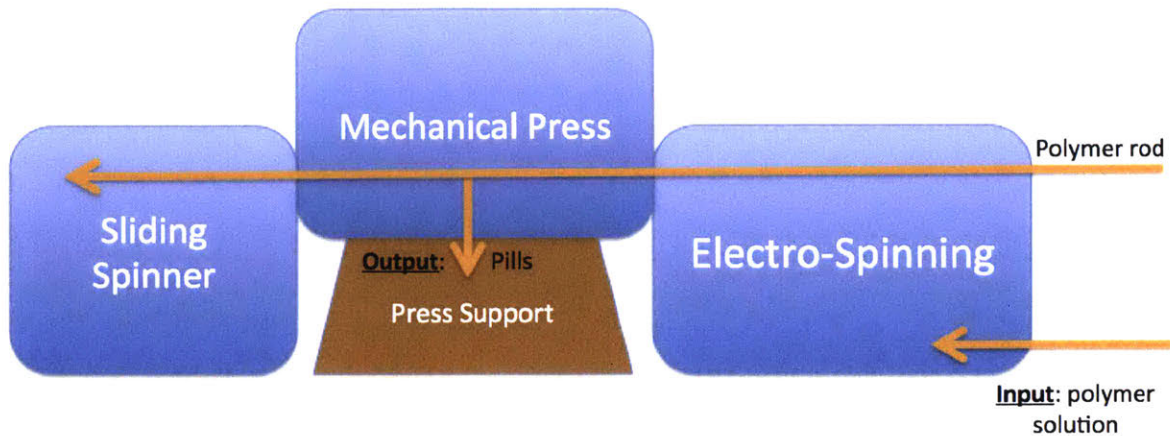 Mechanical Press
Polymer rod
Sliding
Spinner
Electro-Spinning
Output: Pills
Press Support
Input: polymer
solution